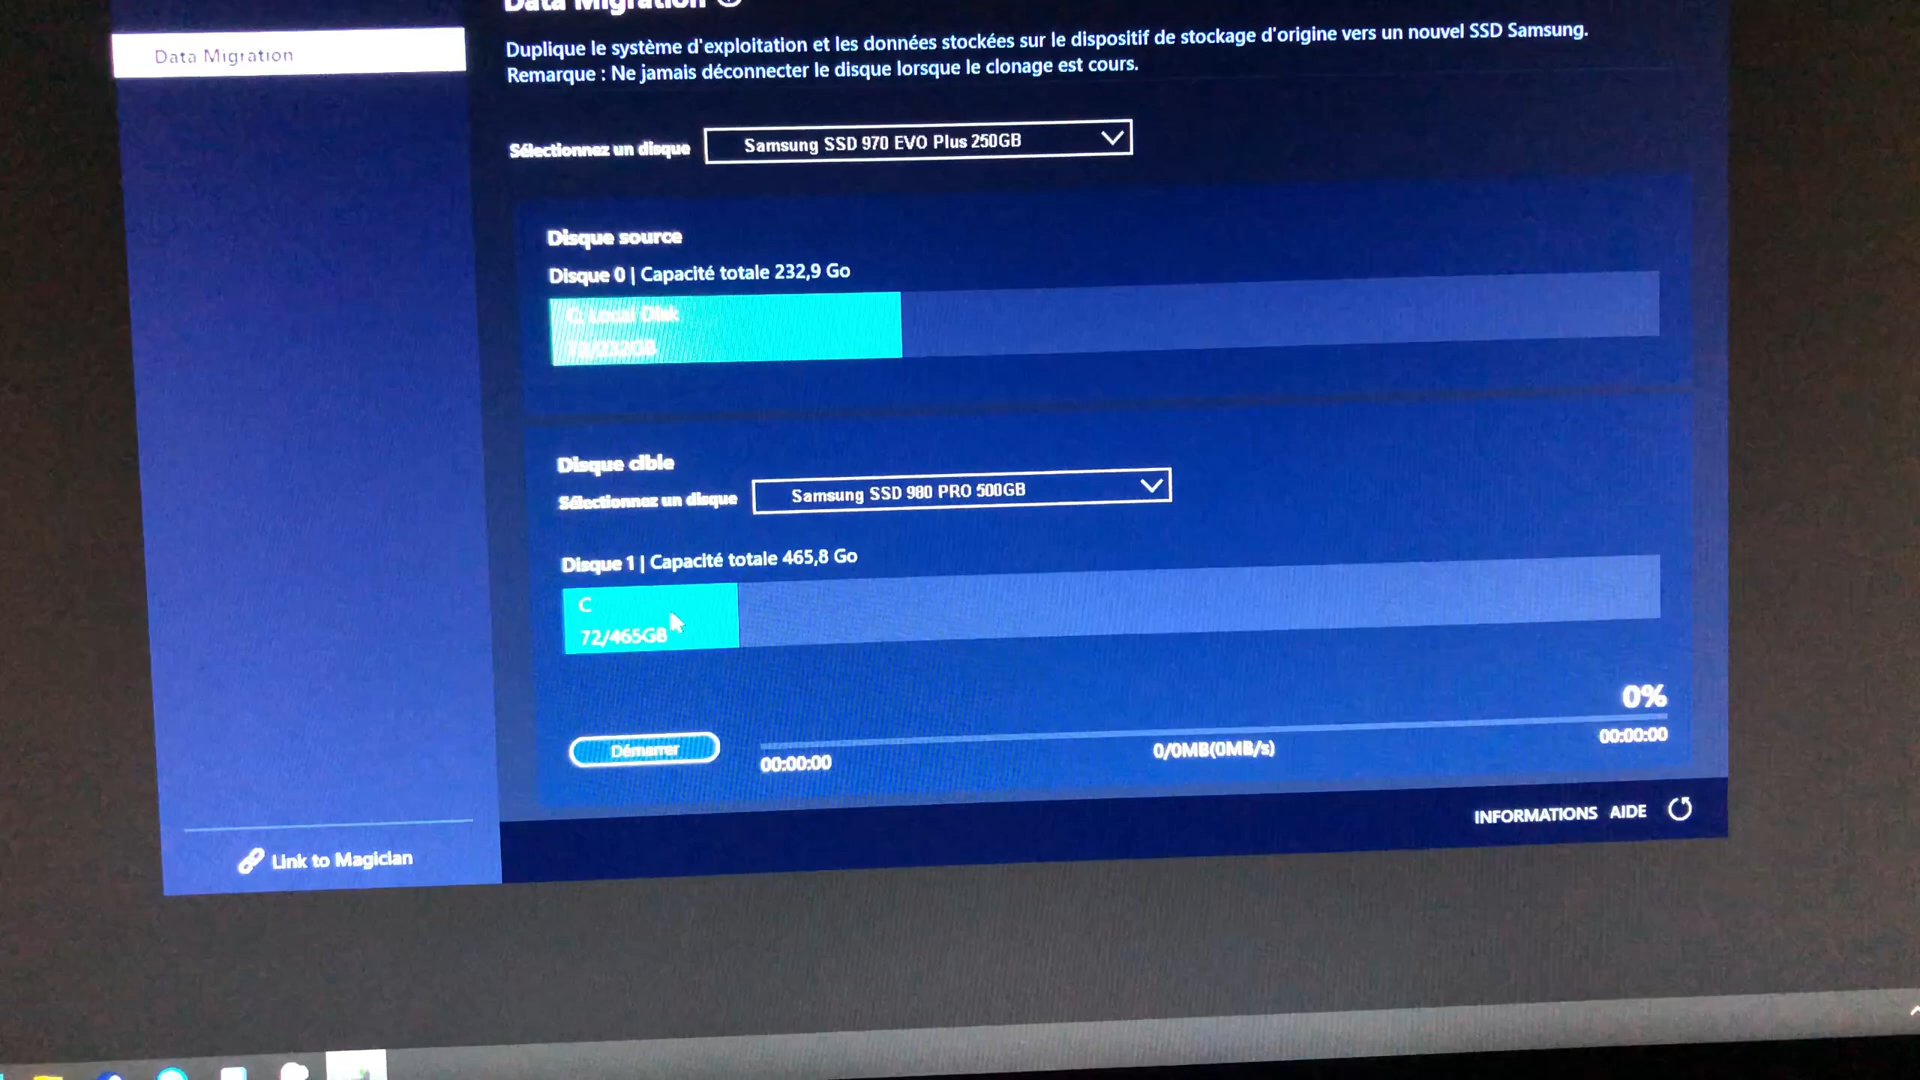 Data Migration
Data Migration
Duplique le système d'exploitation et les données stockées sur le dispositif de stockage d'origine vers un nouvel SSD Samsung.
Remarque : Ne jamais déconnecter le disque lorsque le clonage est cours.
Sélectionnez un disque
Samsung SSD 970 EVO Plus 250GB
Disque source
Disque 0 | Capacité totale 232,9 Go
Local Disk
Disque cible
Sélectionnez un disque
Samsung SSD 980 PRO 500GB
Disque 1 | Capacité totale 465,8 Go
C
72/465GB
0%
Démarrer
00:00:00
0/0MB(0MB/s)
00:00:00
INFORMATIONS AIDE
Link to Magician